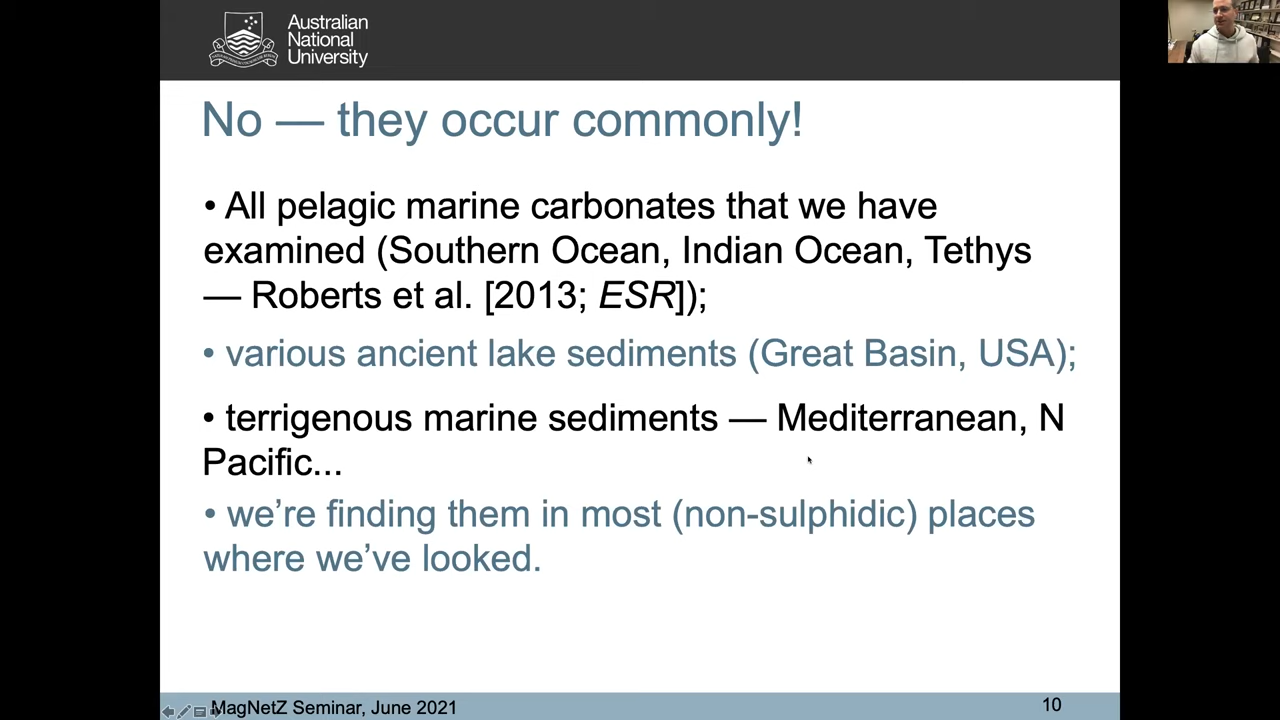 Australian
National
University
No — they occur commonly!
• All pelagic marine carbonates that we have
examined (Southern Ocean, Indian Ocean, Tethys
— Roberts et al. [2013; ESR]);
• various ancient lake sediments (Great Basin, USA);
• terrigenous marine sediments — Mediterranean, N
Pacific...
• we’re finding them in most (non-sulphidic) places
where we’ve looked.
MagNetZ Seminar, June 2021
10